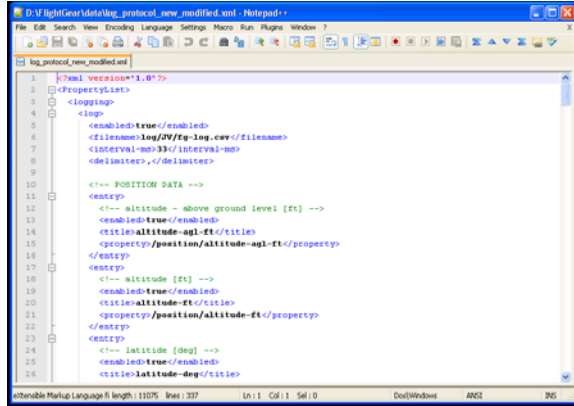 D:\FlightGear\data\log_protocol_new_modified.xml - Notepad++
File Edit Search View Encoding Language Settings Macro Run Plugins Window ? X
log_protocol_new_modified.xml
1 <?xml version="1.0"?>
2 <PropertyList>
3 <logging>
4 <log>
5 <enabled>true</enabled>
6 <filename>log/JV/fg-log.csv</filename>
7 <interval-ms>33</interval-ms>
8 <delimiter>,</delimiter>
9
10 <!-- POSITION DATA -->
11 <entry>
12 <!-- altitude - above ground level [ft] -->
13 <enabled>true</enabled>
14 <title>altitude-agl-ft</title>
15 <property>/position/altitude-agl-ft</property>
16 </entry>
17 <entry>
18 <!-- altitude [ft] -->
19 <enabled>true</enabled>
20 <title>altitude-ft</title>
21 <property>/position/altitude-ft</property>
22 </entry>
23 <entry>
24 <!-- latitide [deg] -->
25 <enabled>true</enabled>
26 <title>latitude-deg</title>
eXtensible Markup Language fi length : 11075 lines : 337 Ln : 1 Col : 1 Sel : 0 Dos\Windows ANSI INS